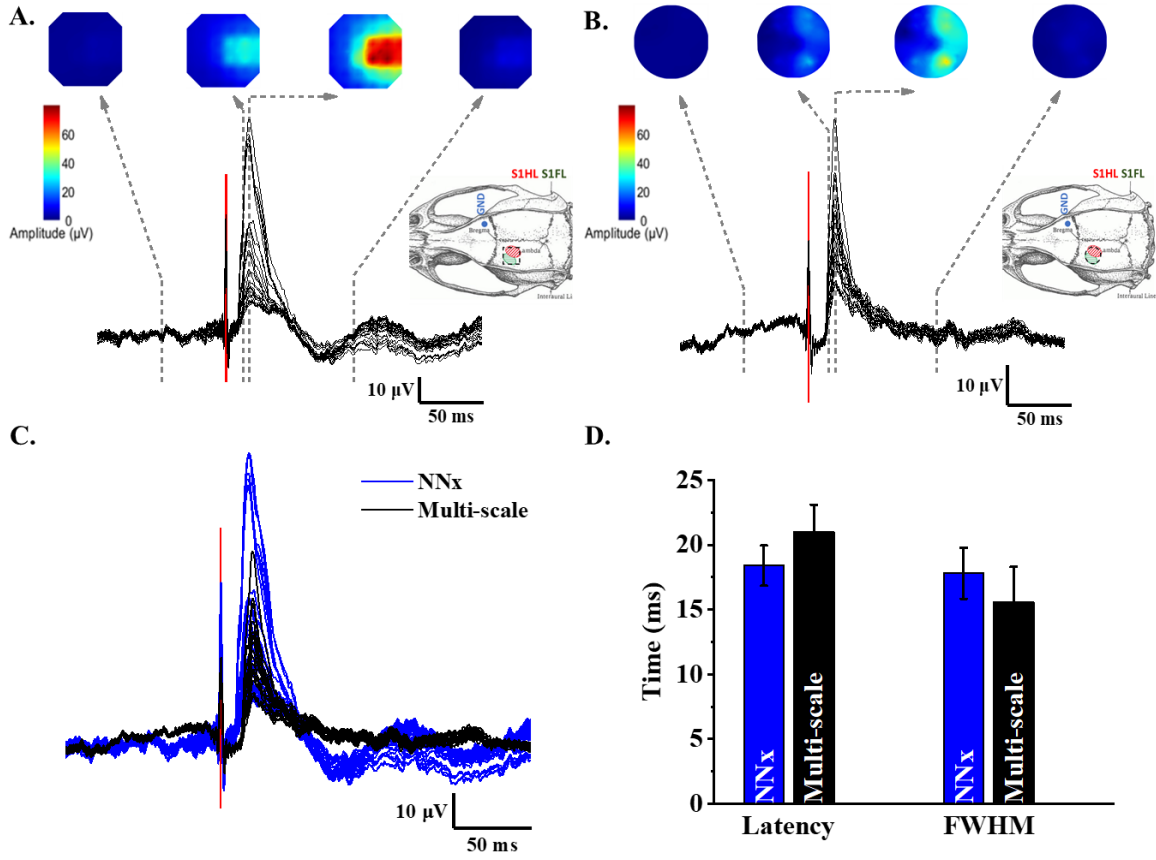 A.
60
40
20
0
Amplitude (µV)
S1HL S1FL
GND
Bregma
Lambda
Interaural Li
10 µV
50 ms
B.
60
40
20
0
Amplitude (µV)
S1HL S1FL
GND
Bregma
Lambda
Interaural Line
10 µV
50 ms
C.
NNx
Multi-scale
10 µV
50 ms
D.
Time (ms)
25
20
15
10
5
0
NNx
Multi-scale
NNx
Multi-scale
Latency
FWHM